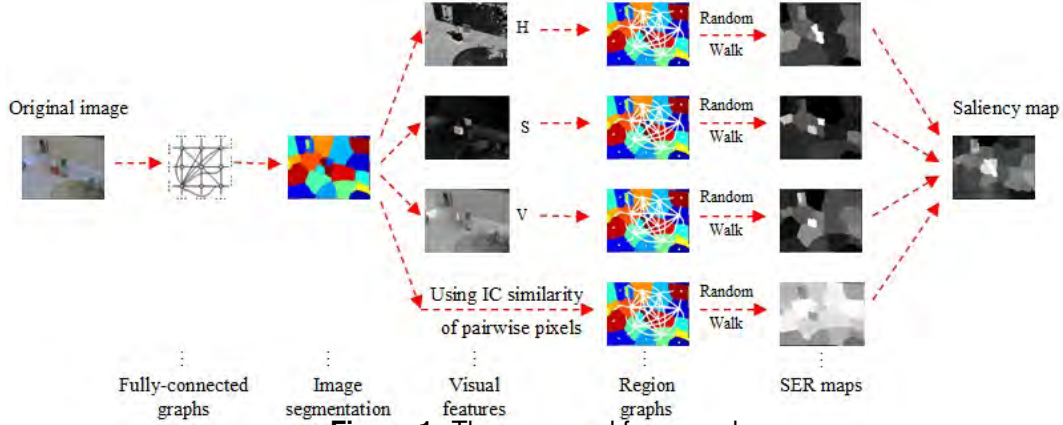 Original image
H
Random
Walk
S
Random
Walk
Saliency map
V
Random
Walk
Using IC similarity
of pairwise pixels
Random
Walk
Fully-connected
graphs
Image
segmentation
Visual
features
Region
graphs
SER maps